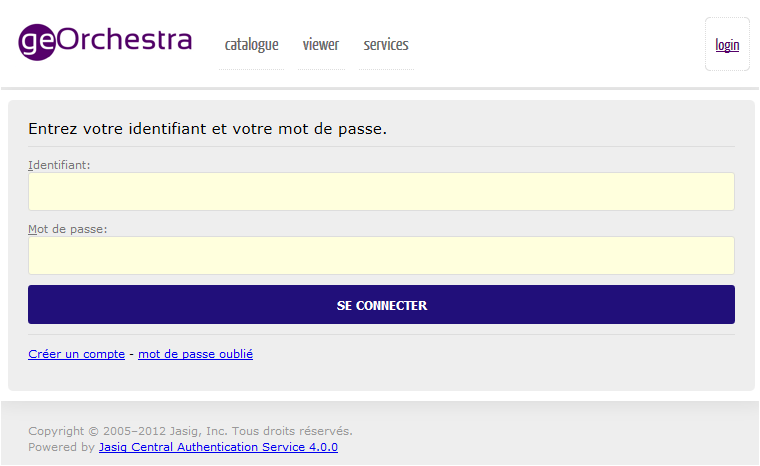 geOrchestra catalogue viewer services login
Entrez votre identifiant et votre mot de passe.
Identifiant:
Mot de passe:
SE CONNECTER
Créer un compte - mot de passe oublié
Copyright © 2005–2012 Jasig, Inc. Tous droits réservés.
Powered by Jasig Central Authentication Service 4.0.0